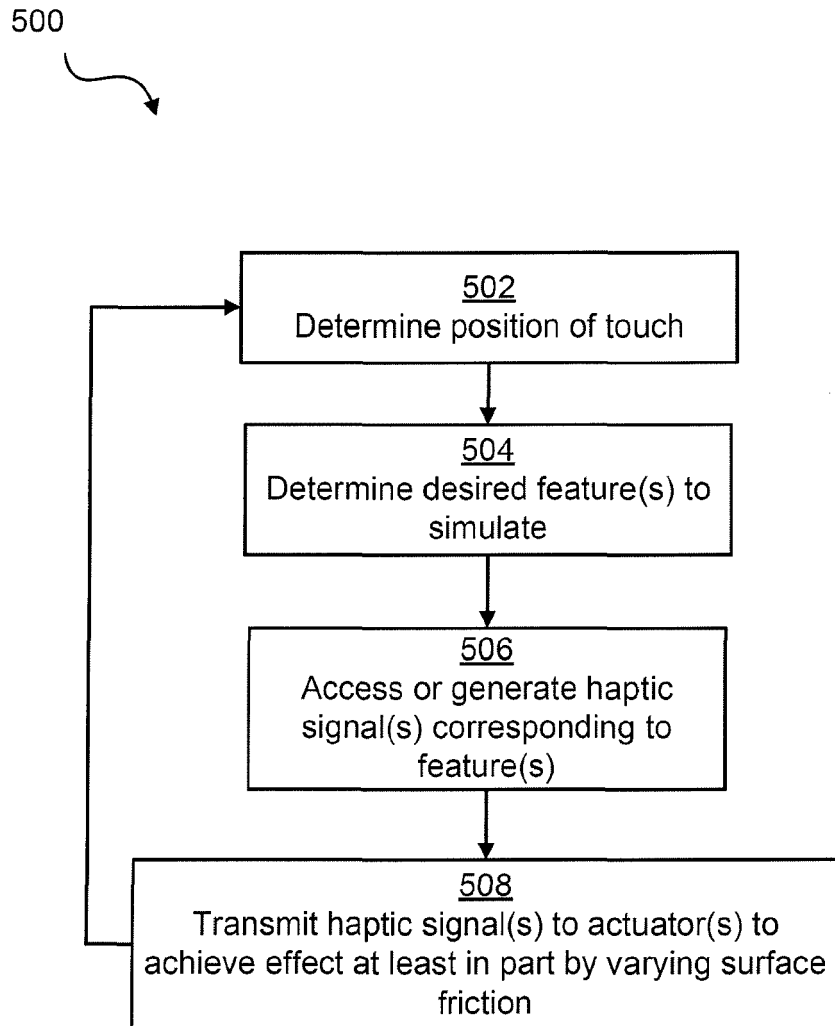 500
502
Determine position of touch
504
Determine desired feature(s) to
simulate
506
Access or generate haptic
signal(s) corresponding to
feature(s)
508
Transmit haptic signal(s) to actuator(s) to
achieve effect at least in part by varying surface
friction